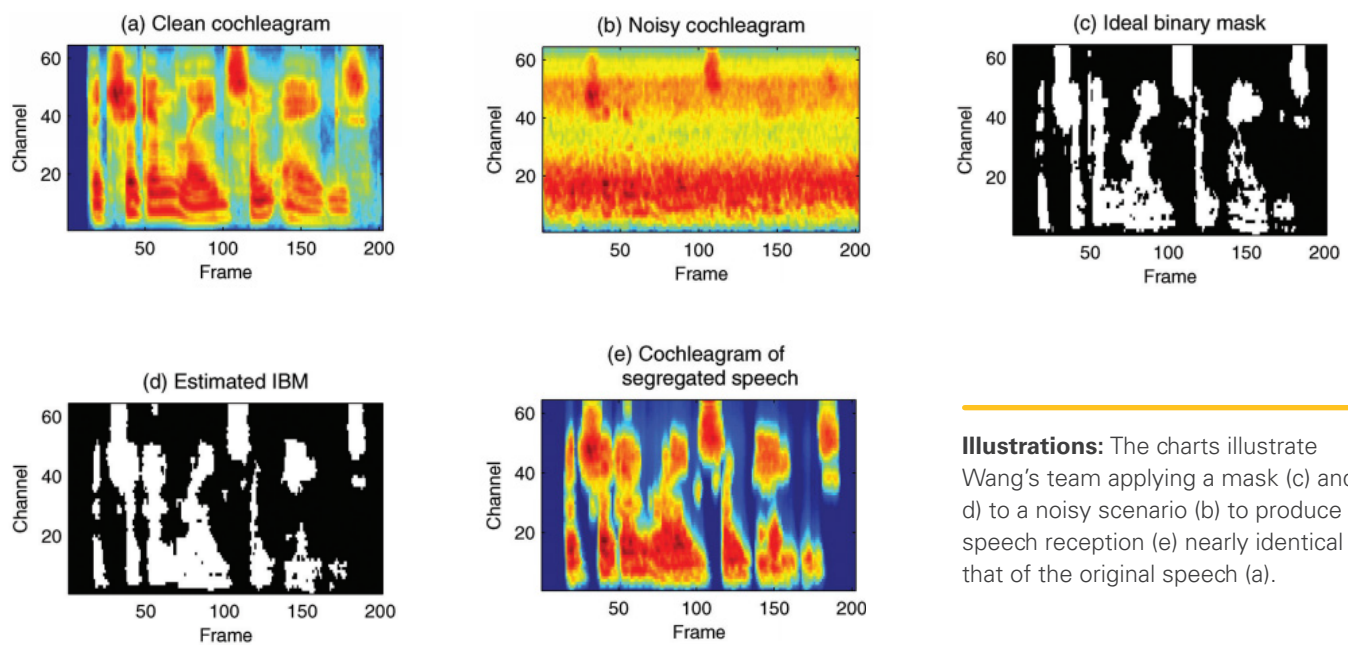 (a) Clean cochleagram
60
40
20
Channel
50 100 150 200
Frame
(b) Noisy cochleagram
60
40
20
Channel
50 100 150 200
Frame
(c) Ideal binary mask
60
40
20
Channel
50 100 150 200
Frame
(d) Estimated IBM
60
40
20
Channel
50 100 150 200
Frame
(e) Cochleagram of
segregated speech
60
40
20
Channel
50 100 150 200
Frame
Illustrations: The charts illustrate
Wang's team applying a mask (c) and
d) to a noisy scenario (b) to produce
speech reception (e) nearly identical
that of the original speech (a).